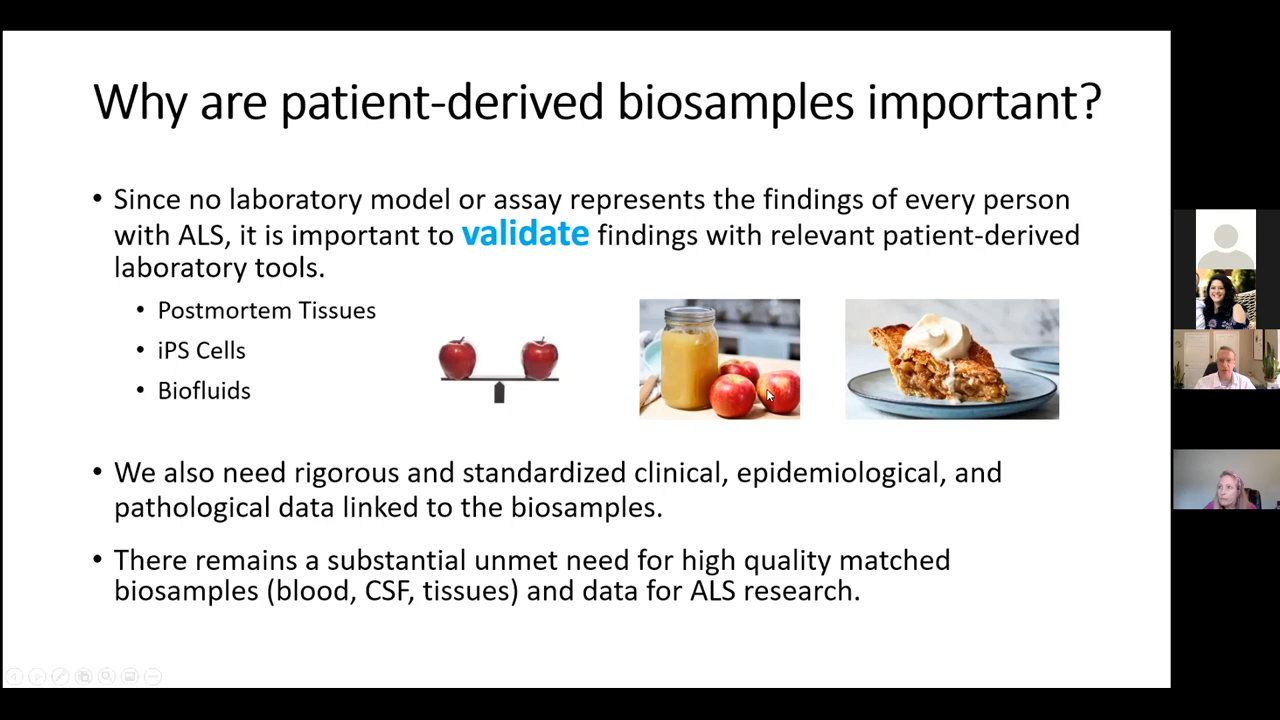 Why are patient-derived biosamples important?
• Since no laboratory model or assay represents the findings of every person
with ALS, it is important to validate findings with relevant patient-derived
laboratory tools.
• Postmortem Tissues
• iPS Cells
• Biofluids
• We also need rigorous and standardized clinical, epidemiological, and
pathological data linked to the biosamples.
• There remains a substantial unmet need for high quality matched
biosamples (blood, CSF, tissues) and data for ALS research.